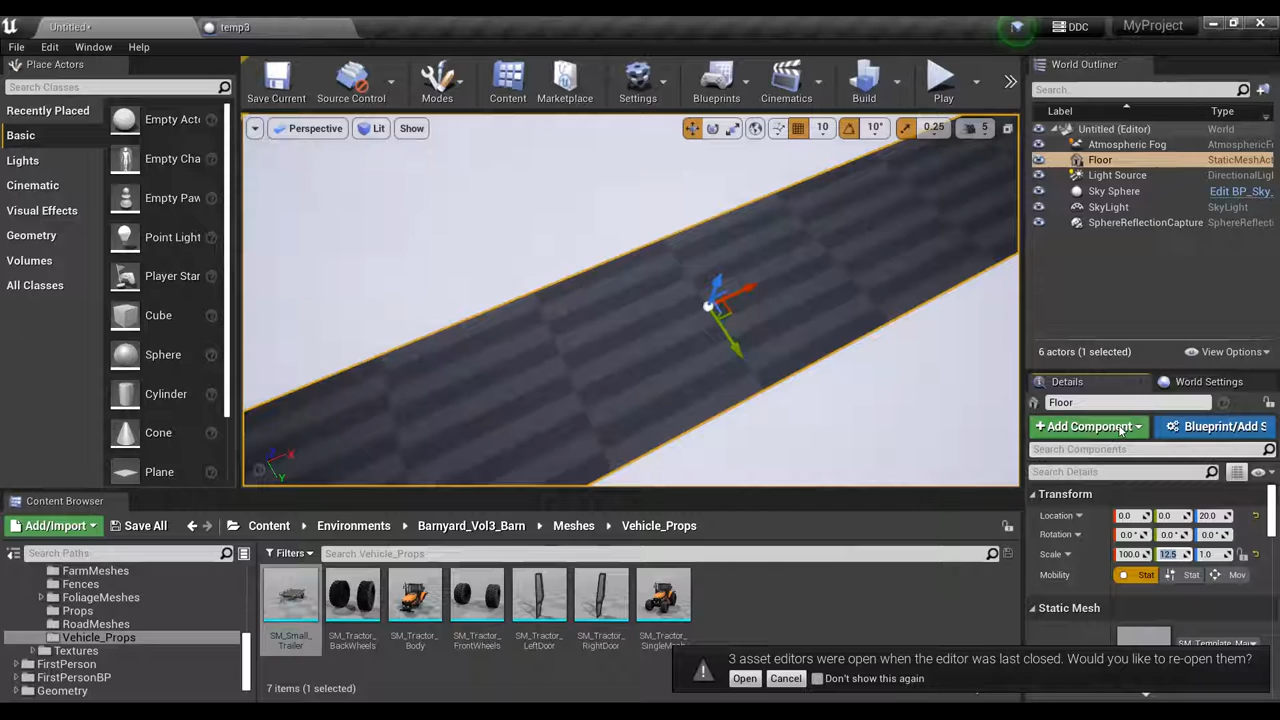 Untitled*
temp3
DDC
MyProject
File Edit Window Help
Place Actors
World Outliner
Search Classes
Save Current Source Control Modes Content Marketplace Settings Blueprints Cinematics Build Play
Search...
Label Type
Recently Placed
Basic
Lights
Cinematic
Visual Effects
Geometry
Volumes
All Classes
Empty Acto
Empty Cha
Empty Paw
Point Light
Player Star
Cube
Sphere
Cylinder
Cone
Plane
Perspective Lit Show
10 10° 0.25 5
X
Y
Untitled (Editor) World
Atmospheric Fog AtmosphericFo
Floor StaticMeshAct
Light Source DirectionalLigh
Sky Sphere Edit BP_Sky_
SkyLight SkyLight
SphereReflectionCapture SphereReflecti
6 actors (1 selected) View Options
Details World Settings
Floor
+ Add Component Blueprint/Add S
Search Components
Search Details
Transform
Location 0.0 0.0 20.0
Rotation 0.0° 0.0° 0.0°
Scale 100.0 12.5 1.0
Mobility Stat Stat Mov
Static Mesh
Content Browser
Add/Import Save All Content Environments Barnyard_Vol3_Barn Meshes Vehicle_Props
Search Paths
Filters Search Vehicle_Props
FarmMeshes
Fences
FoliageMeshes
Props
RoadMeshes
Vehicle_Props
Textures
FirstPerson
FirstPersonBP
Geometry
SM_Small_
Trailer
SM_Tractor_
BackWheels
SM_Tractor_
Body
SM_Tractor_
FrontWheels
SM_Tractor_
LeftDoor
SM_Tractor_
RightDoor
SM_Tractor_
7 items (1 selected)
3 asset editors were open when the editor was last closed. Would you like to re-open them?
Open Cancel Don't show this again